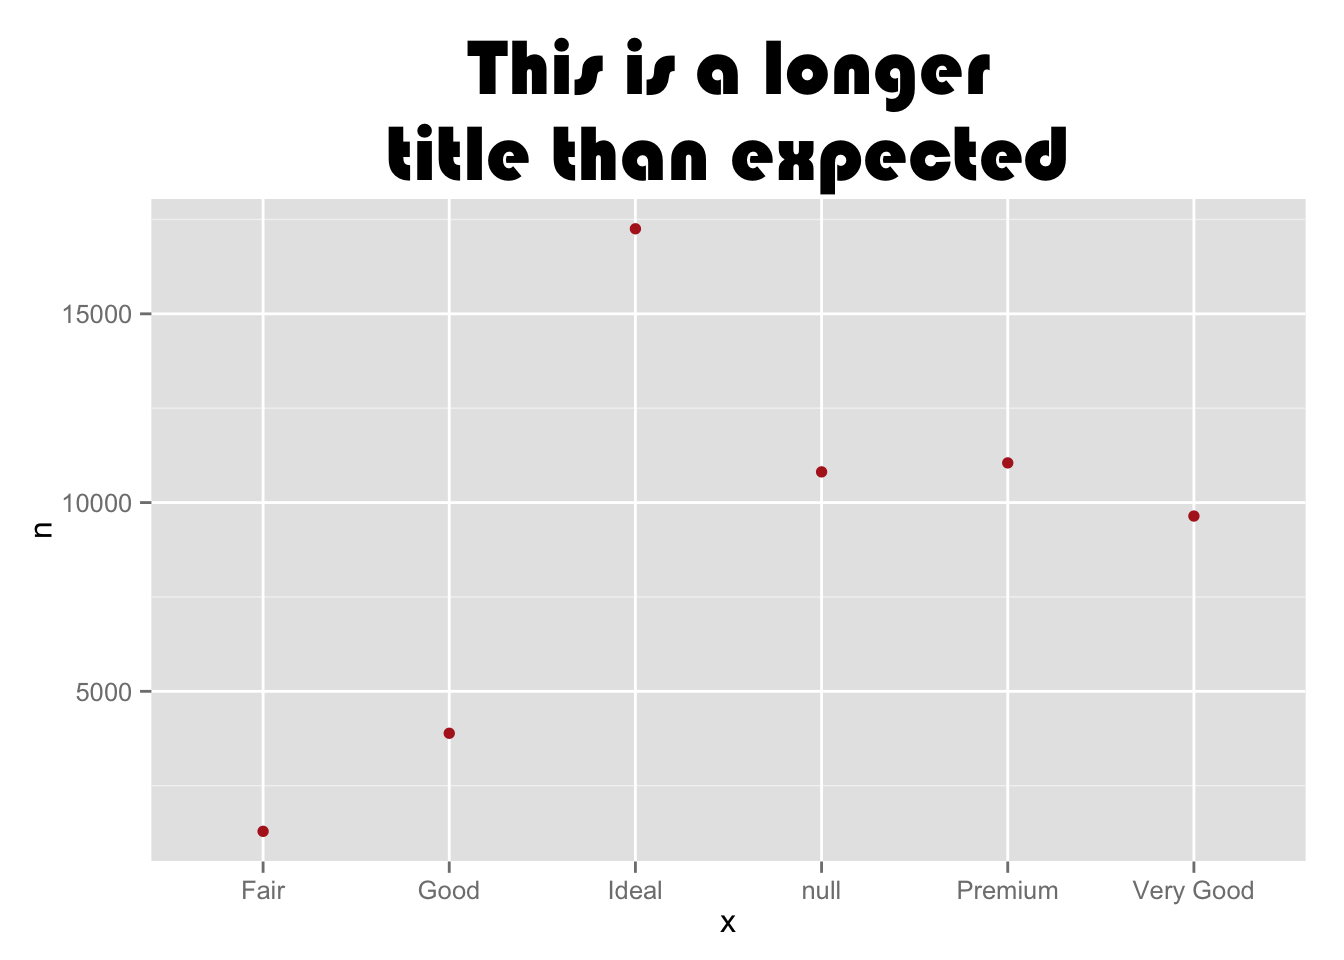 This is a longer
title than expected
15000
10000
5000
n
Fair Good Ideal null Premium Very Good
x